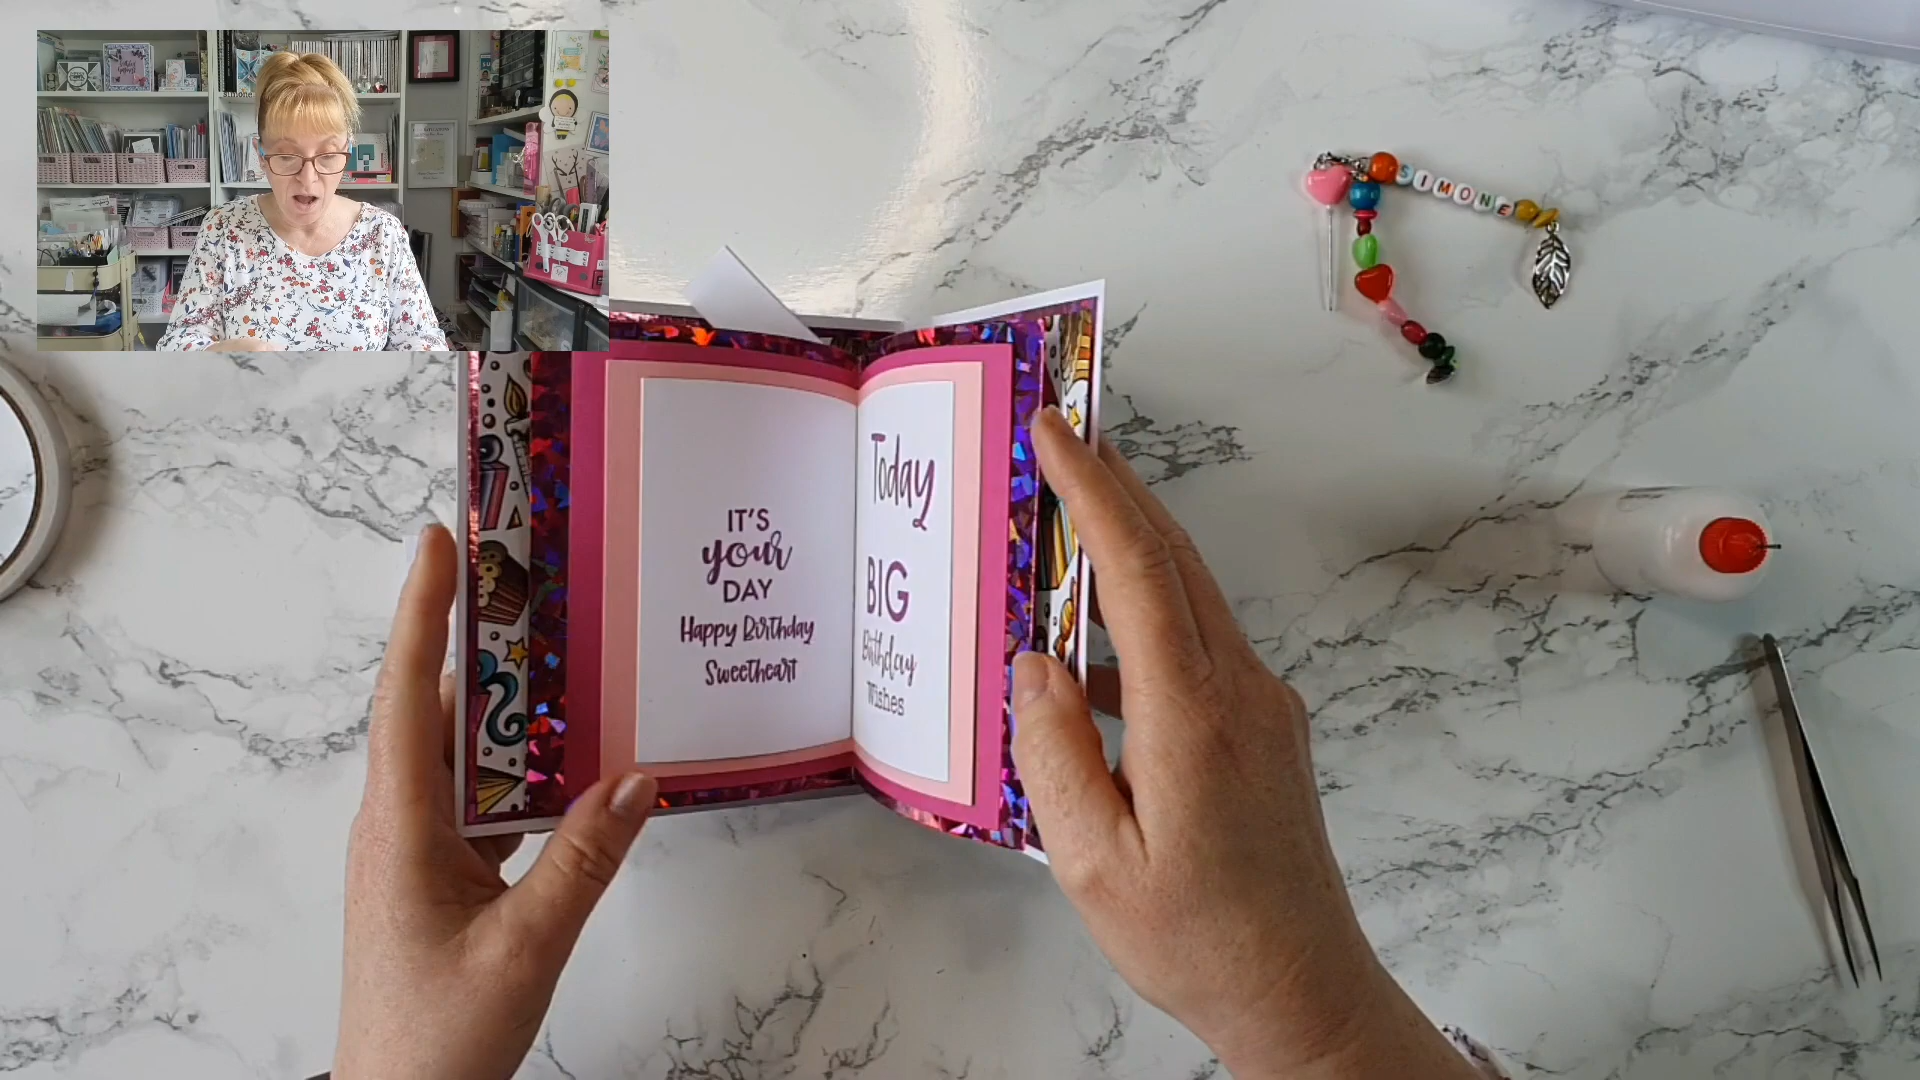 SIMONE
IT'S
your
DAY
Happy Birthday
Sweetheart
Today
BIG
Birthday
Wishes